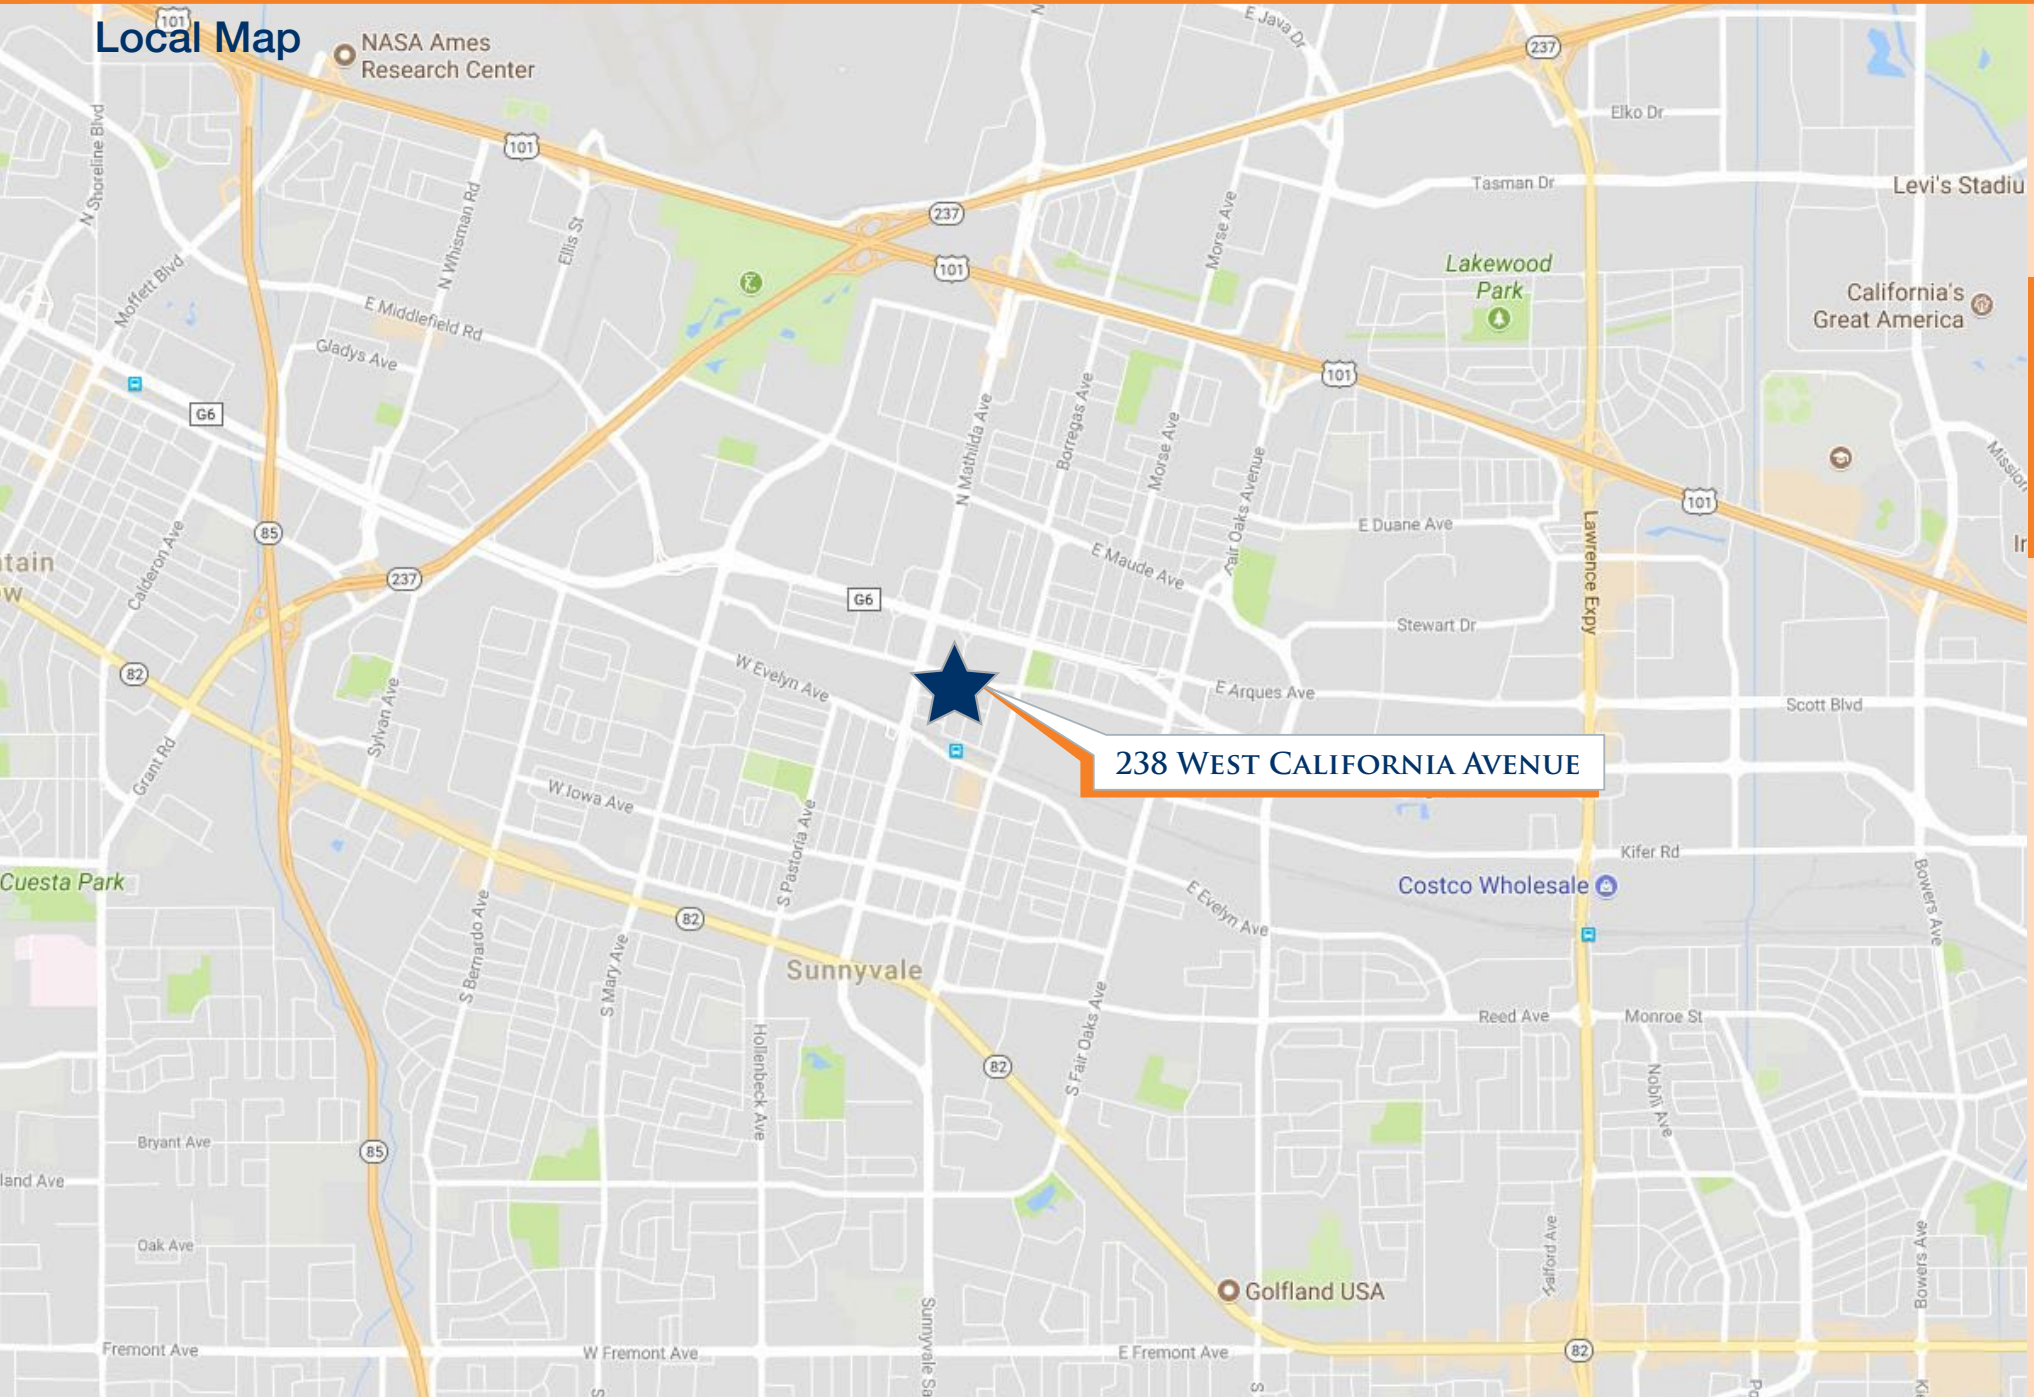 Local Map
101
NASA Ames
Research Center
E Java Dr
237
Elko Dr
N Shoreline Blvd
101
N Whisman Rd
Tasman Dr
Levi's Stadiu
Ellis St
237
Morse Ave
Moffett Blvd
101
Lakewood
Park
California's
Great America
E Middlefield Rd
Gladys Ave
101
G6
N Mathilda Ave
Borregas Ave
Morse Ave
Fair Oaks Avenue
Mission
101
85
E Duane Ave
Lawrence Expy
Calderon Ave
tain
w
237
E Maude Ave
G6
Stewart Dr
82
W Evelyn Ave
Sylvan Ave
E Arques Ave
Scott Blvd
Grant Rd
238 West California Avenue
W Iowa Ave
S Pastoria Ave
Kifer Rd
Cuesta Park
Costco Wholesale
E Evelyn Ave
Bowers Ave
82
S Bernardo Ave
S Mary Ave
Sunnyvale
Reed Ave
Monroe St
S Fair Oaks Ave
Hollenbeck Ave
82
Nobili Ave
Bryant Ave
85
land Ave
Oak Ave
Halford Ave
Bowers Ave
Golfland USA
Fremont Ave
W Fremont Ave
Sunnyvale Sa
E Fremont Ave
82